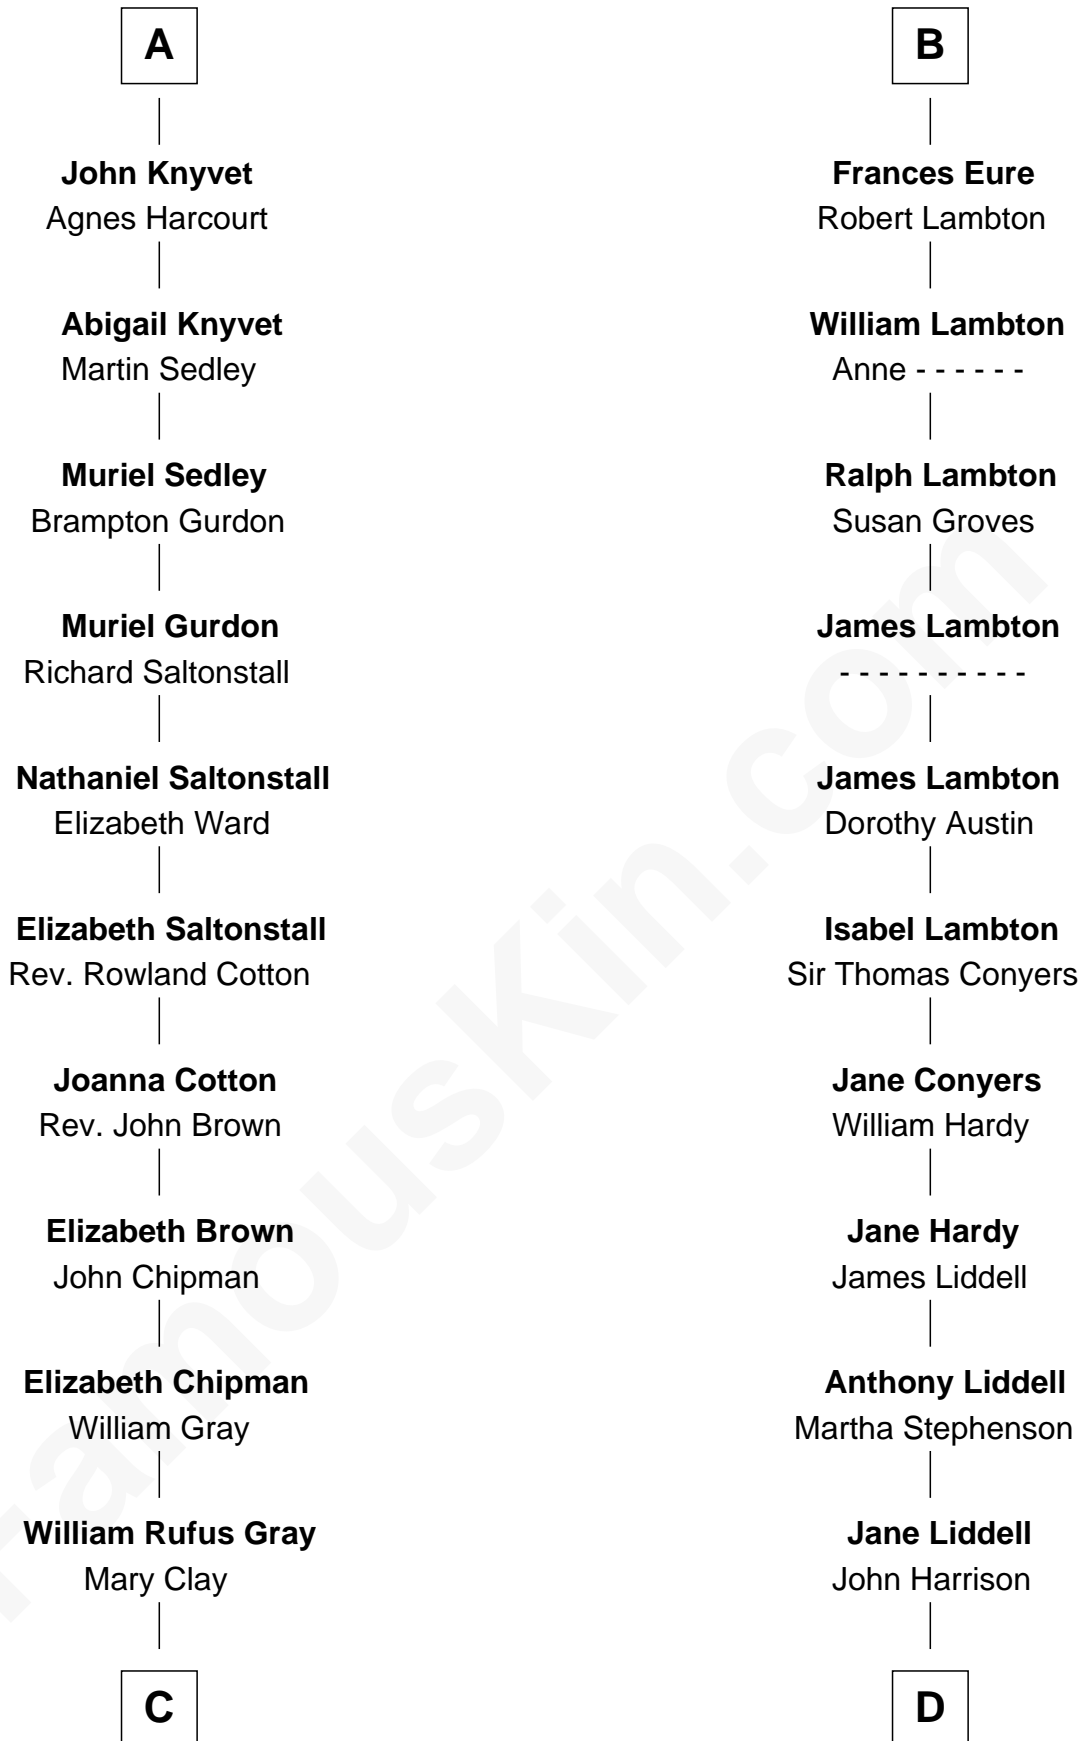 A
John Knyvet
Agnes Harcourt
Abigail Knyvet
Martin Sedley
Muriel Sedley
Brampton Gurdon
Muriel Gurdon
Richard Saltonstall
Nathaniel Saltonstall
Elizabeth Ward
Elizabeth Saltonstall
Rev. Rowland Cotton
Joanna Cotton
Rev. John Brown
Elizabeth Brown
John Chipman
Elizabeth Chipman
William Gray
William Rufus Gray
Mary Clay
C
B
Frances Eure
Robert Lambton
William Lambton
Anne - - - - - -
Ralph Lambton
Susan Groves
James Lambton
- - - - - - - - - -
James Lambton
Dorothy Austin
Isabel Lambton
Sir Thomas Conyers
Jane Conyers
William Hardy
Jane Hardy
James Liddell
Anthony Liddell
Martha Stephenson
Jane Liddell
John Harrison
D
FamousKin.com